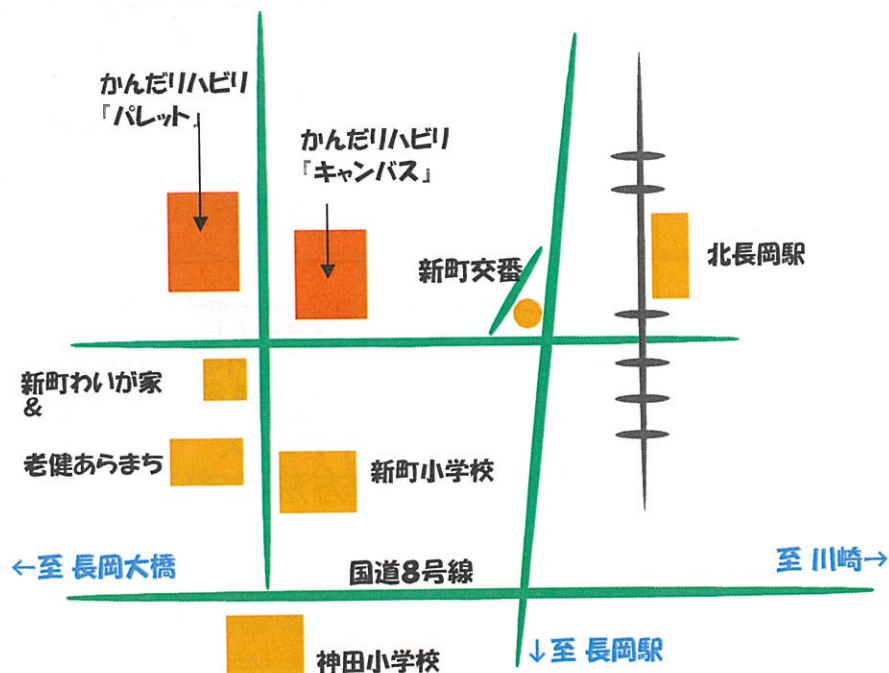 かんだリハビリ
『パレット』
かんだリハビリ
『キャンバス』
新町交番
北長岡駅
新町わいが家
&
老健あらまち
新町小学校
←至 長岡大橋
国道8号線
至 川崎→
神田小学校
↓至 長岡駅